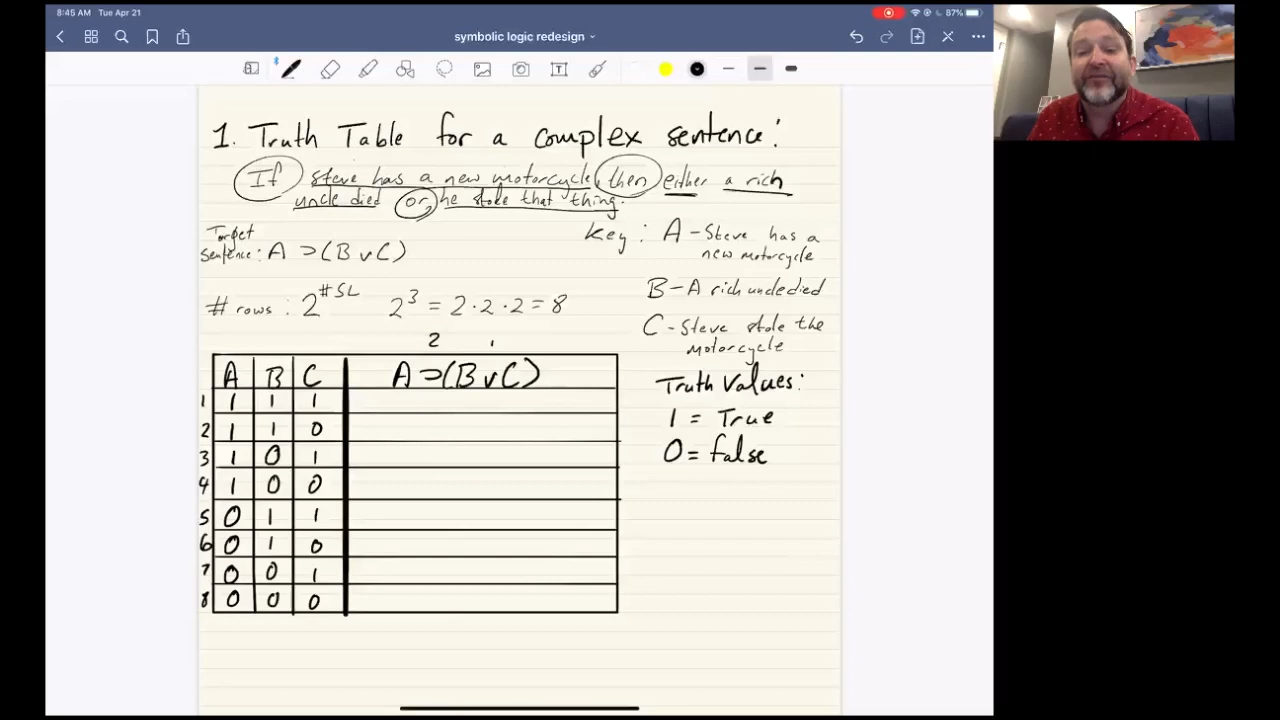 8:45 AM Tue Apr 21
87%
symbolic logic redesign
1. Truth Table for a complex sentence:
If steve has a new motorcycle, then either a rich
uncle died or he stole that thing.
Target
sentence: A ⊃ (B v C)
Key: A - Steve has a
new motorcycle
B - A rich uncle died
C - Steve stole the
motorcycle
# rows: 2^#SL 2^3 = 2 · 2 · 2 = 8
2 1
A B C A ⊃ (B v C)
1 1 1 1
2 1 1 0
3 1 0 1
4 1 0 0
5 0 1 1
6 0 1 0
7 0 0 1
8 0 0 0
Truth Values:
1 = True
0 = false